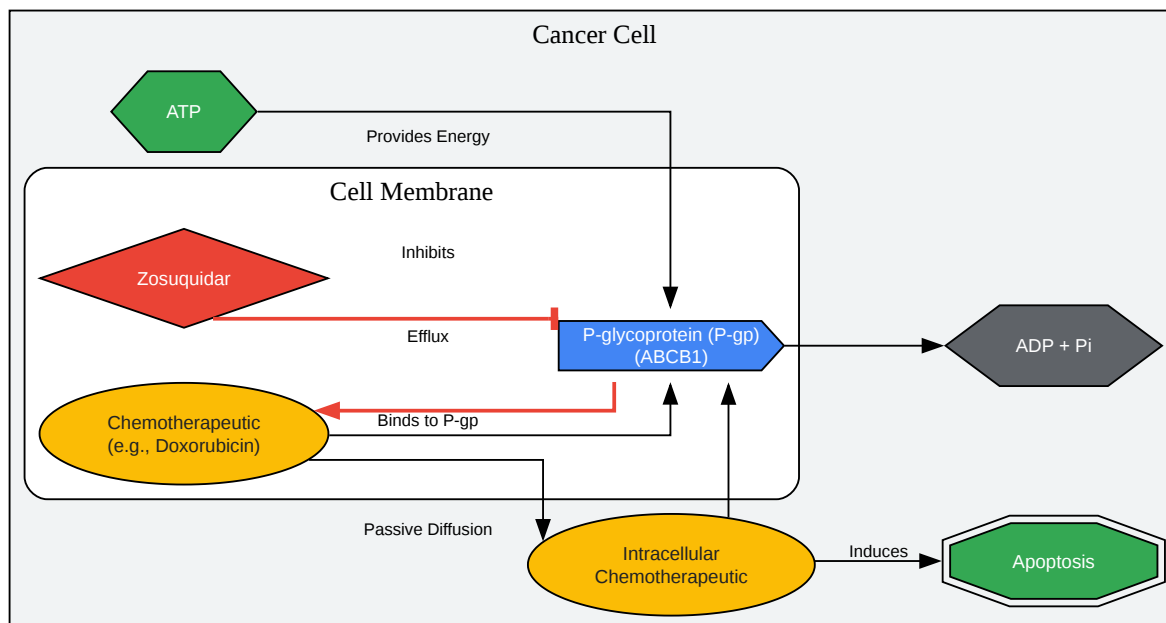 Cancer Cell
ATP
Provides Energy
Cell Membrane
Inhibits
Zosuquidar
Efflux
P-glycoprotein (P-gp)
(ABCB1)
ADP + Pi
Chemotherapeutic
(e.g., Doxorubicin)
Binds to P-gp
Passive Diffusion
Intracellular
Chemotherapeutic
Induces
Apoptosis